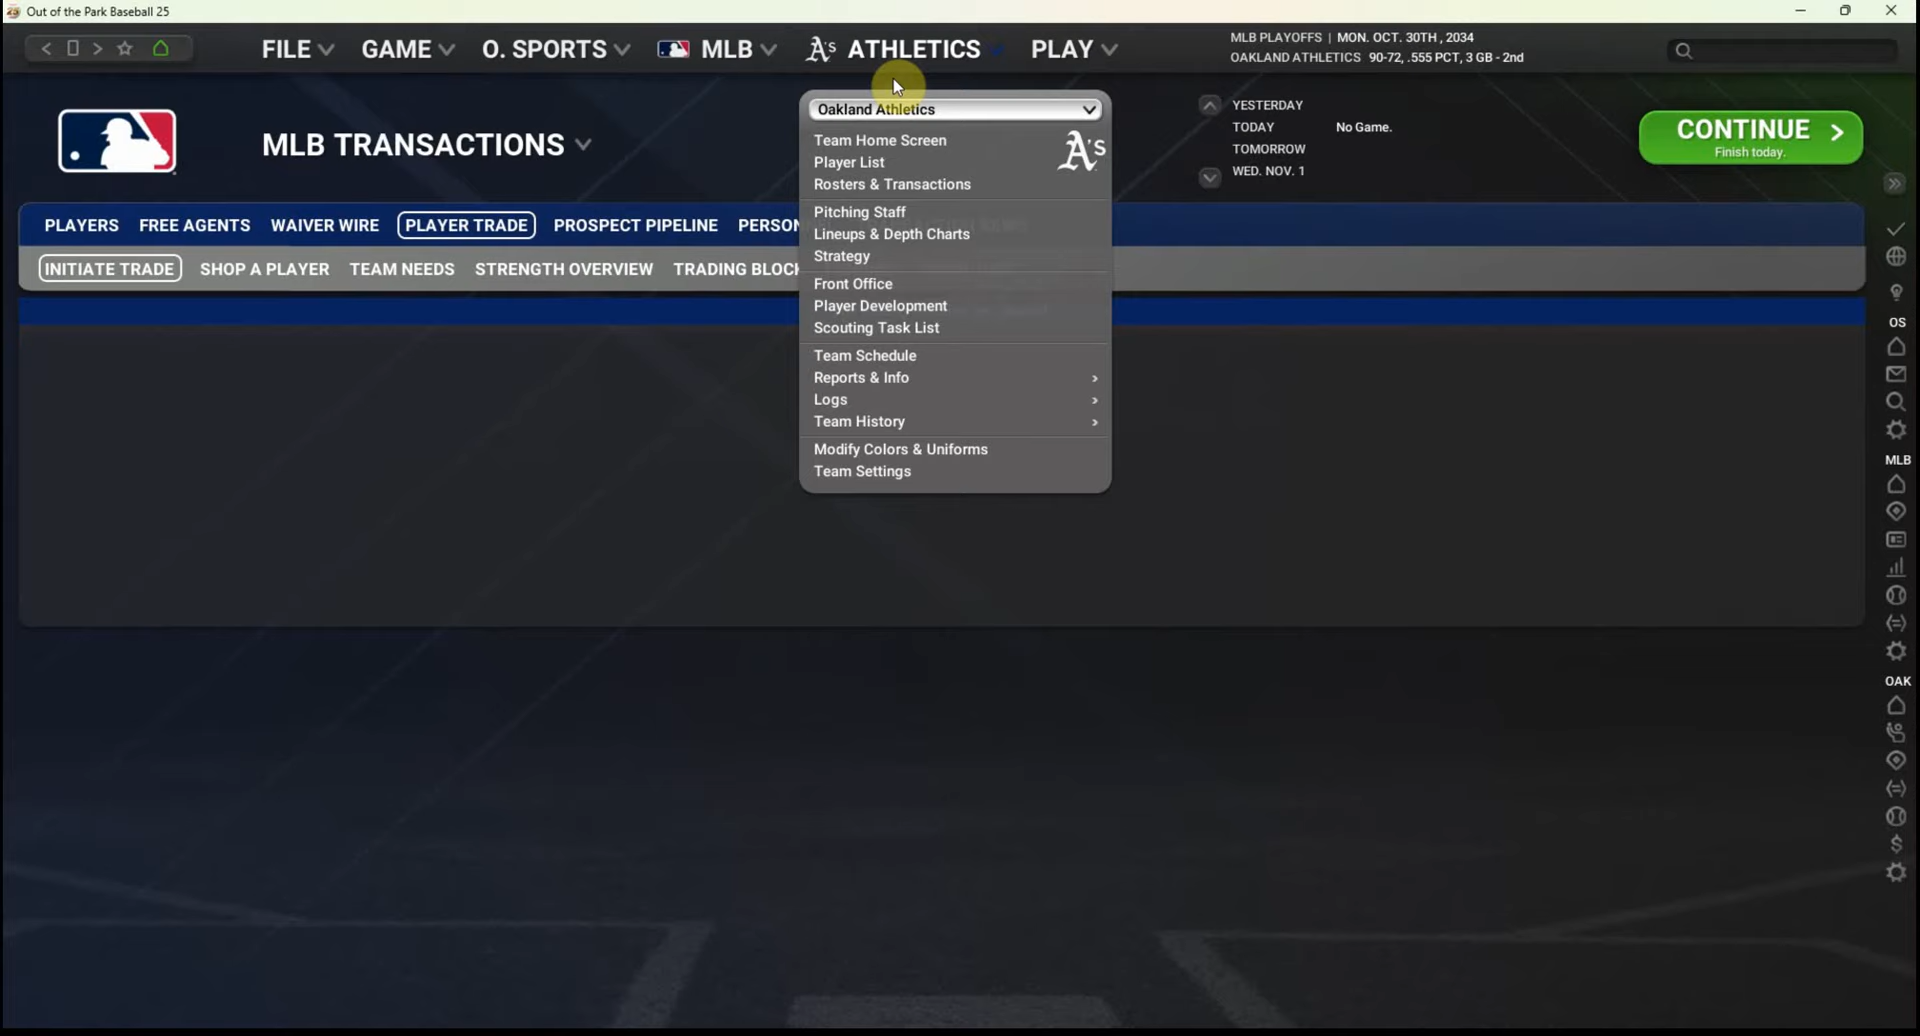 Out of the Park Baseball 25
FILE GAME O. SPORTS MLB A's ATHLETICS PLAY
MLB PLAYOFFS | MON. OCT. 30TH , 2034
OAKLAND ATHLETICS 90-72, .555 PCT, 3 GB - 2nd
MLB TRANSACTIONS
Oakland Athletics
Team Home Screen
A's
Player List
Rosters & Transactions
Pitching Staff
Lineups & Depth Charts
Strategy
Front Office
Player Development
Scouting Task List
Team Schedule
Reports & Info
Logs
Team History
Modify Colors & Uniforms
Team Settings
YESTERDAY
TODAY No Game.
TOMORROW
WED. NOV. 1
CONTINUE
Finish today.
PLAYERS FREE AGENTS WAIVER WIRE PLAYER TRADE PROSPECT PIPELINE PERSON
INITIATE TRADE SHOP A PLAYER TEAM NEEDS STRENGTH OVERVIEW TRADING BLOCK
OS
MLB
OAK